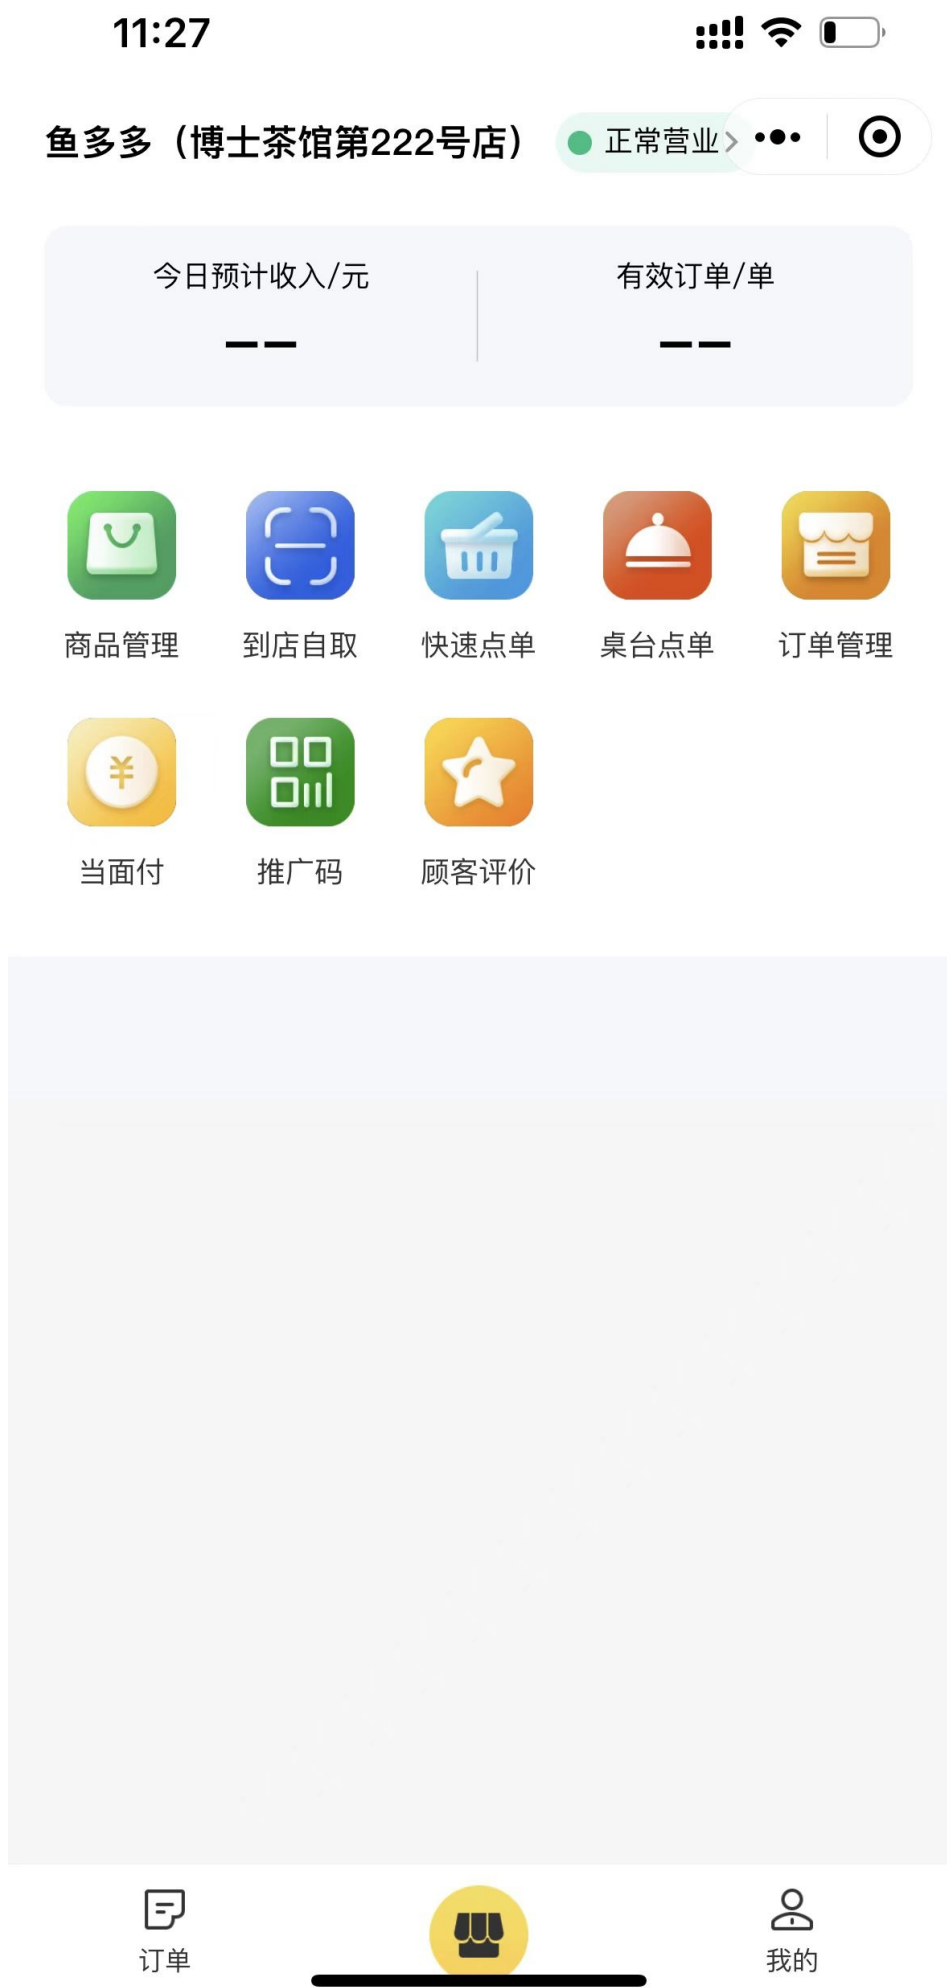 11:27
鱼多多（博士茶馆第222号店） 正常营业
今日预计收入/元 有效订单/单
-- --
商品管理 到店自取 快速点单 桌台点单 订单管理
当面付 推广码 顾客评价
订单 我的